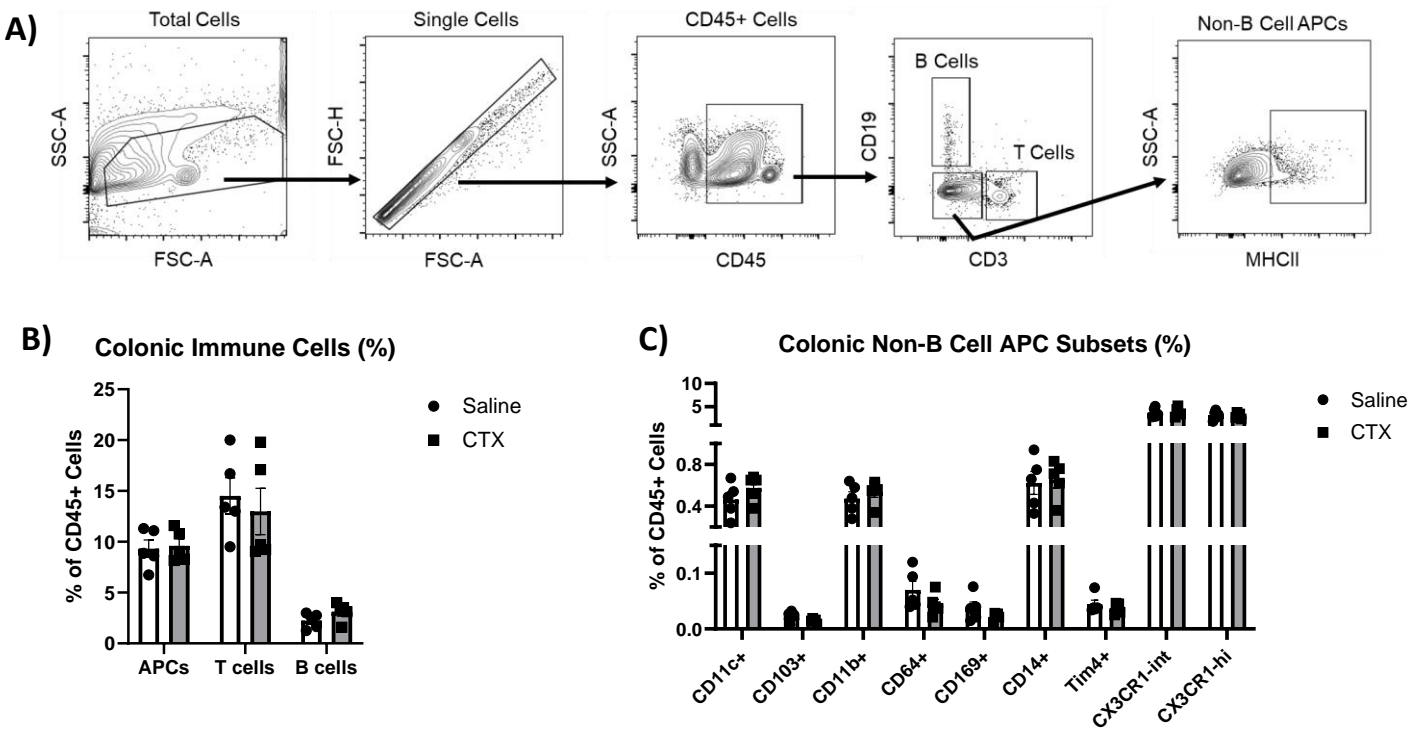 A)
Total Cells
SSC-A
FSC-A
Single Cells
FSC-H
FSC-A
CD45+ Cells
SSC-A
CD45
B Cells
T Cells
CD19
CD3
Non-B Cell APCs
SSC-A
MHCII
B)
Colonic Immune Cells (%)
% of CD45+ Cells
25
20
15
10
5
0
APCs
T cells
B cells
Saline
CTX
C)
Colonic Non-B Cell APC Subsets (%)
% of CD45+ Cells
10
5
0.8
0.4
0.1
0.0
CD11c+
CD103+
CD11b+
CD64+
CD169+
CD14+
Tim4+
CX3CR1-int
CX3CR1-hi
Saline
CTX